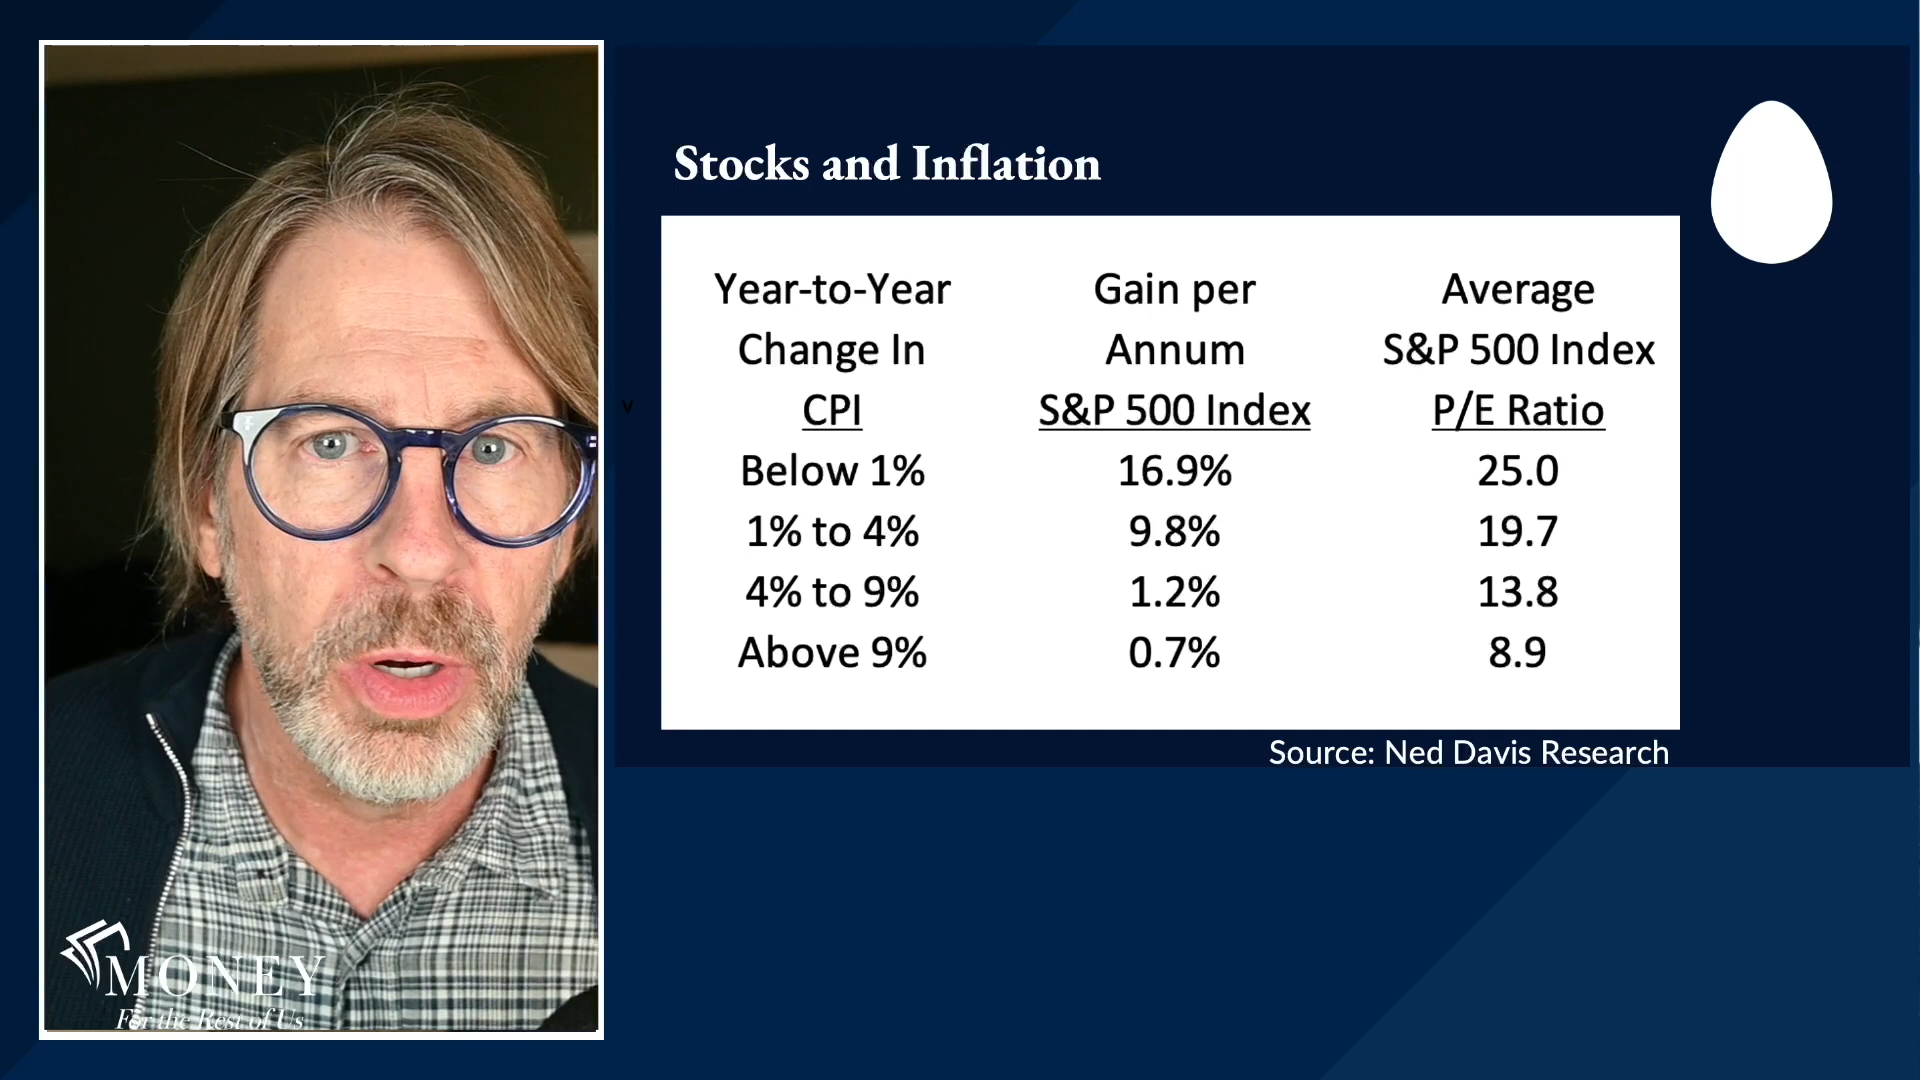 Stocks and Inflation
Year-to-Year Gain per Average
Change In Annum S&P 500 Index
CPI S&P 500 Index P/E Ratio
Below 1% 16.9% 25.0
1% to 4% 9.8% 19.7
4% to 9% 1.2% 13.8
Above 9% 0.7% 8.9
Source: Ned Davis Research
v
MONEY
For the Rest of Us